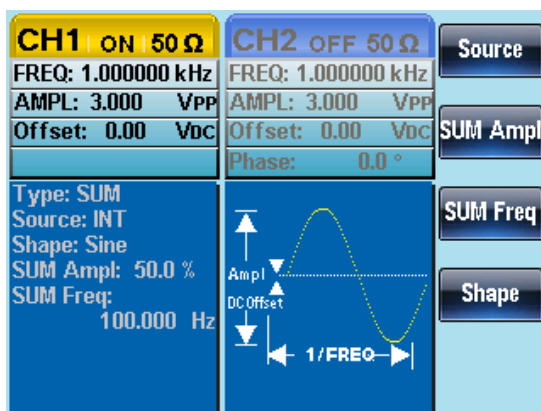 CH1 ON 50 Ω
FREQ: 1.000000 kHz
AMPL: 3.000 VPP
Offset: 0.00 VDC
CH2 OFF 50 Ω
FREQ: 1.000000 kHz
AMPL: 3.000 VPP
Offset: 0.00 VDC
Phase: 0.0 °
Type: SUM
Source: INT
Shape: Sine
SUM Ampl: 50.0 %
SUM Freq:
100.000 Hz
Ampl
DC Offset
1/FREQ
Source
SUM Ampl
SUM Freq
Shape